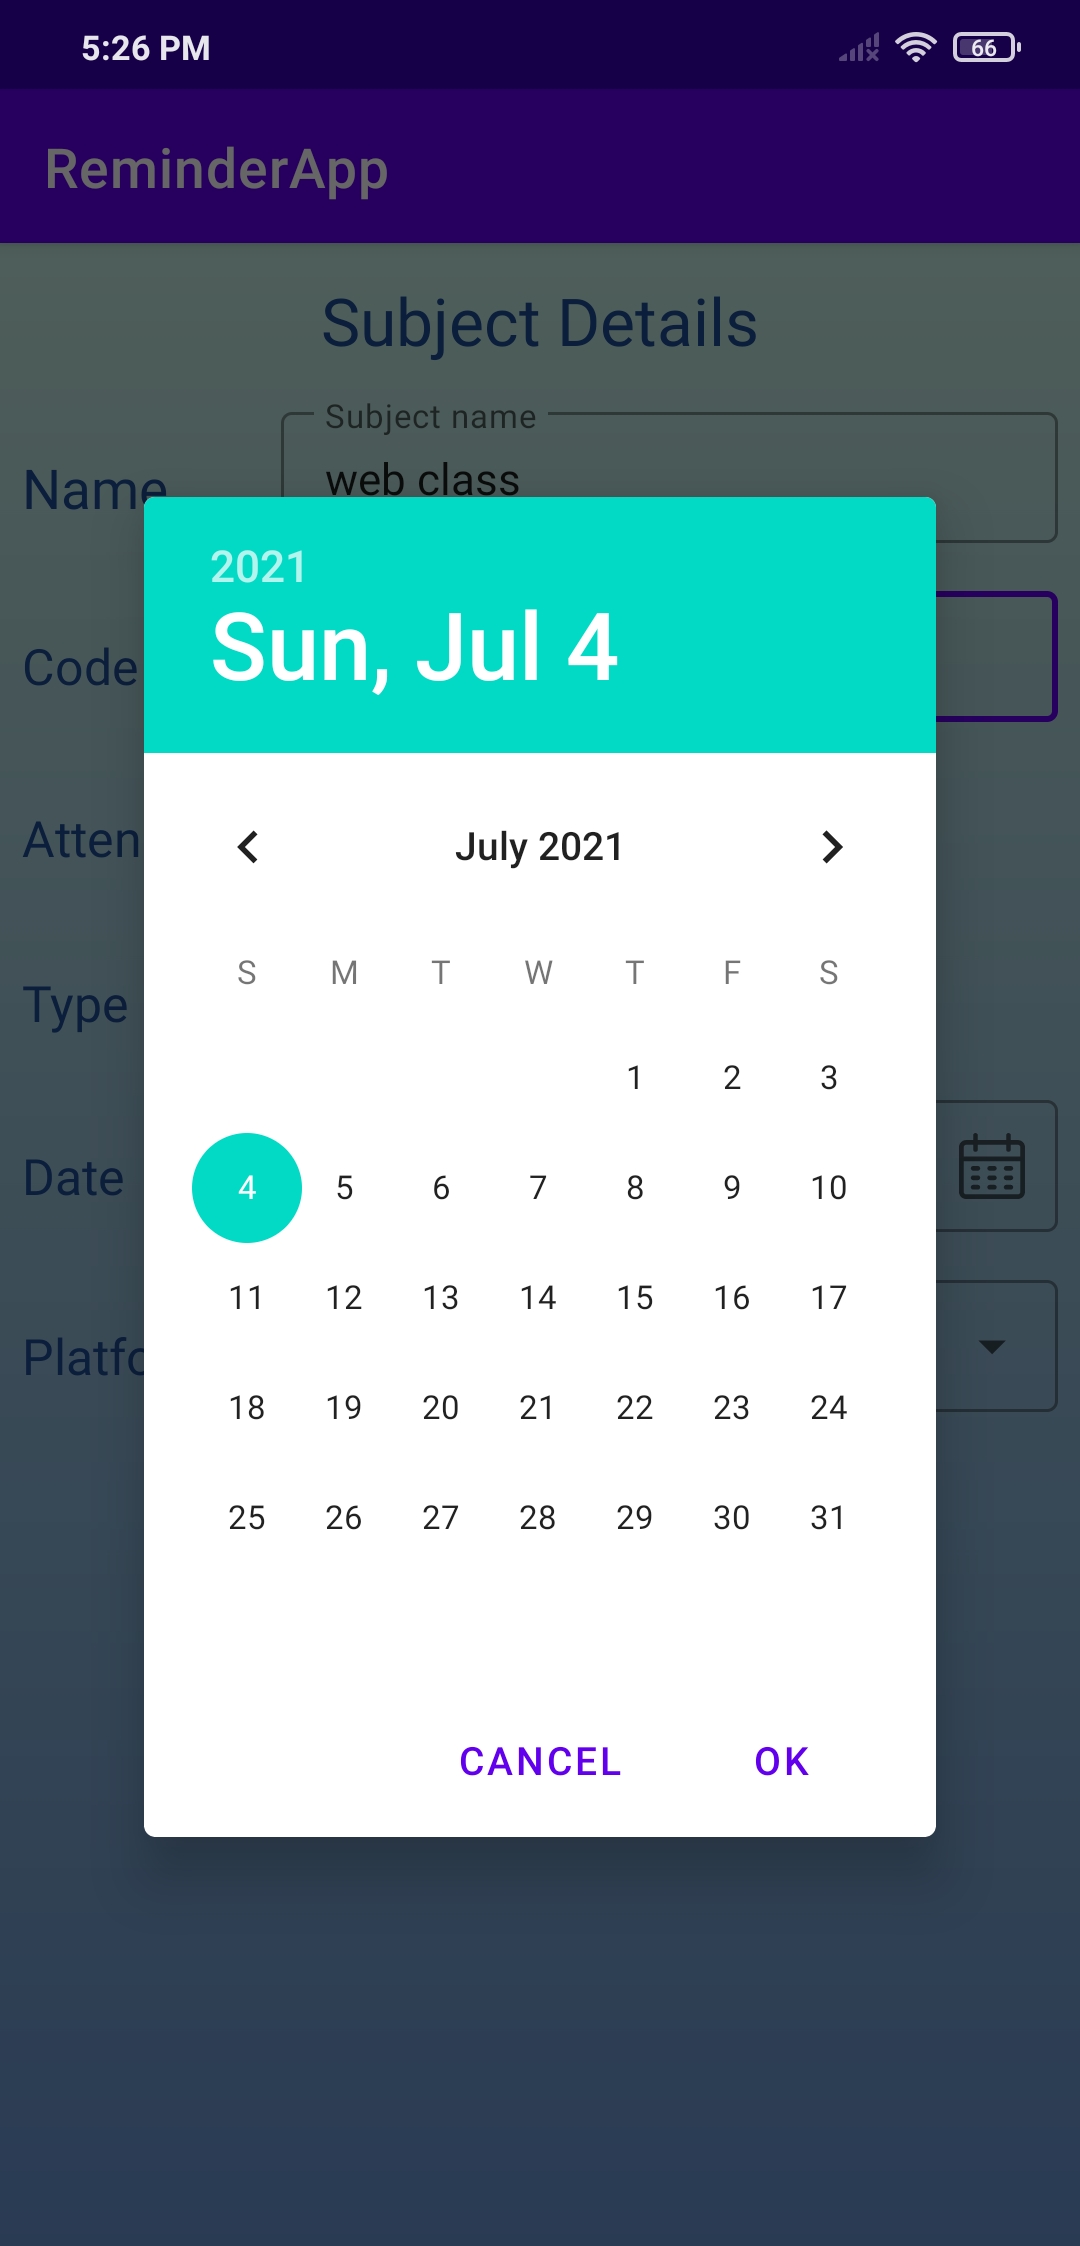 5:26 PM 66
ReminderApp
Subject Details
Subject name
Name web class
2021
Sun, Jul 4
Code
Atten
July 2021
S M T W T F S
Type
1 2 3
Date 4 5 6 7 8 9 10
11 12 13 14 15 16 17
Platfo
18 19 20 21 22 23 24
25 26 27 28 29 30 31
CANCEL OK